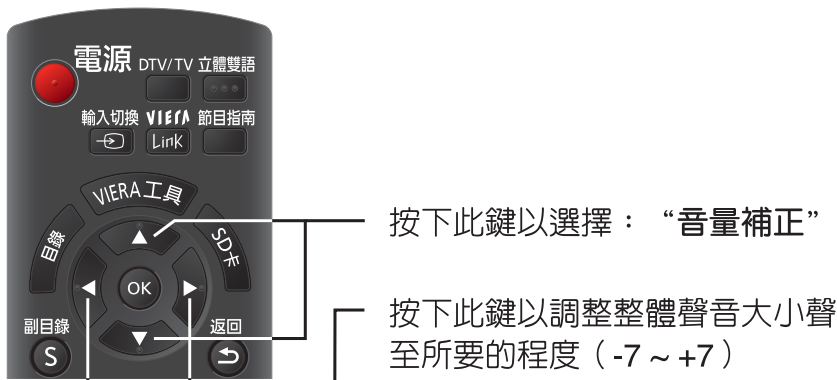 電源 DTV/TV 立體雙語
輸入切換 VIERA 節目指南
Link
VIERA工具
目錄
SD卡
OK
副目錄
返回
S
按下此鍵以選擇： “音量補正”
按下此鍵以調整整體聲音大小聲
至所要的程度（-7 ~ +7）